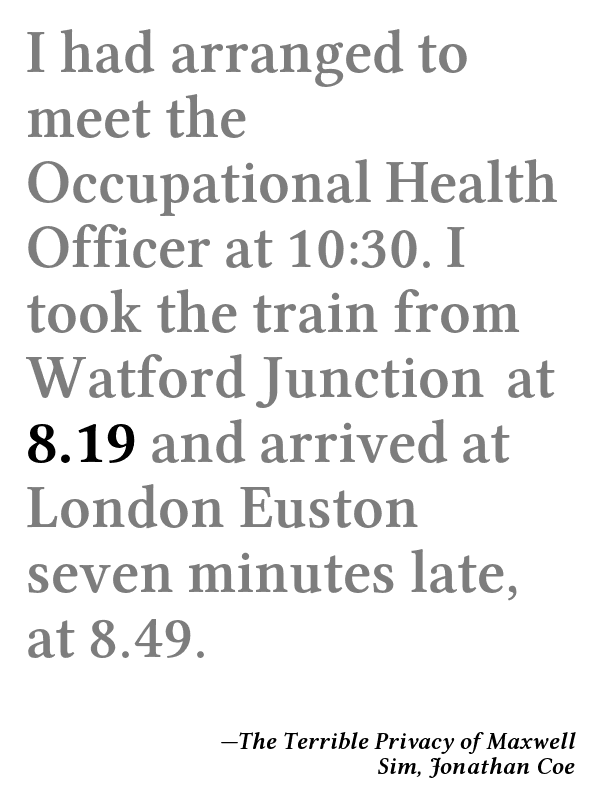 I had arranged to
meet the
Occupational Health
Officer at 10:30. I
took the train from
Watford Junction at
8.19 and arrived at
London Euston
seven minutes late,
at 8.49.
—The Terrible Privacy of Maxwell
Sim, Jonathan Coe